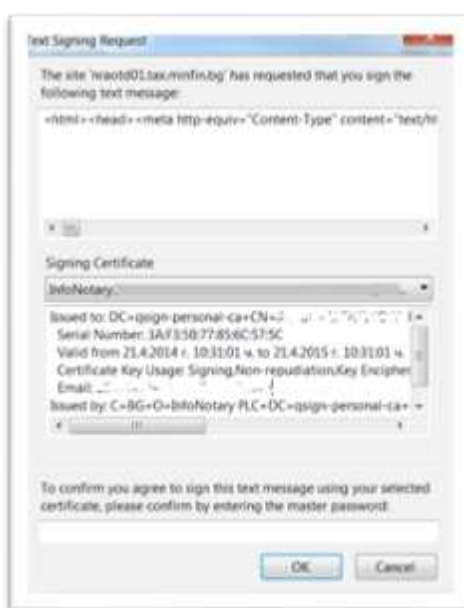 Text Signing Request
The site 'nraotd01.tax.minfin.bg' has requested that you sign the
following text message:
<html><head><meta http-equiv="Content-Type" content="text/ht
Signing Certificate
InfoNotary
Issued to: DC=qsign-personal-ca+CN=
Serial Number: 3A:F3:50:77:85:6C:57:5C
Valid from 21.4.2014 г. 10:31:01 ч. to 21.4.2015 г. 10:31:01 ч.
Certificate Key Usage: Signing,Non-repudiation,Key Encipher
Email:
Issued by: C=BG+O=InfoNotary PLC+DC=qsign-personal-ca+
To confirm you agree to sign this text message using your selected
certificate, please confirm by entering the master password:
OK
Cancel